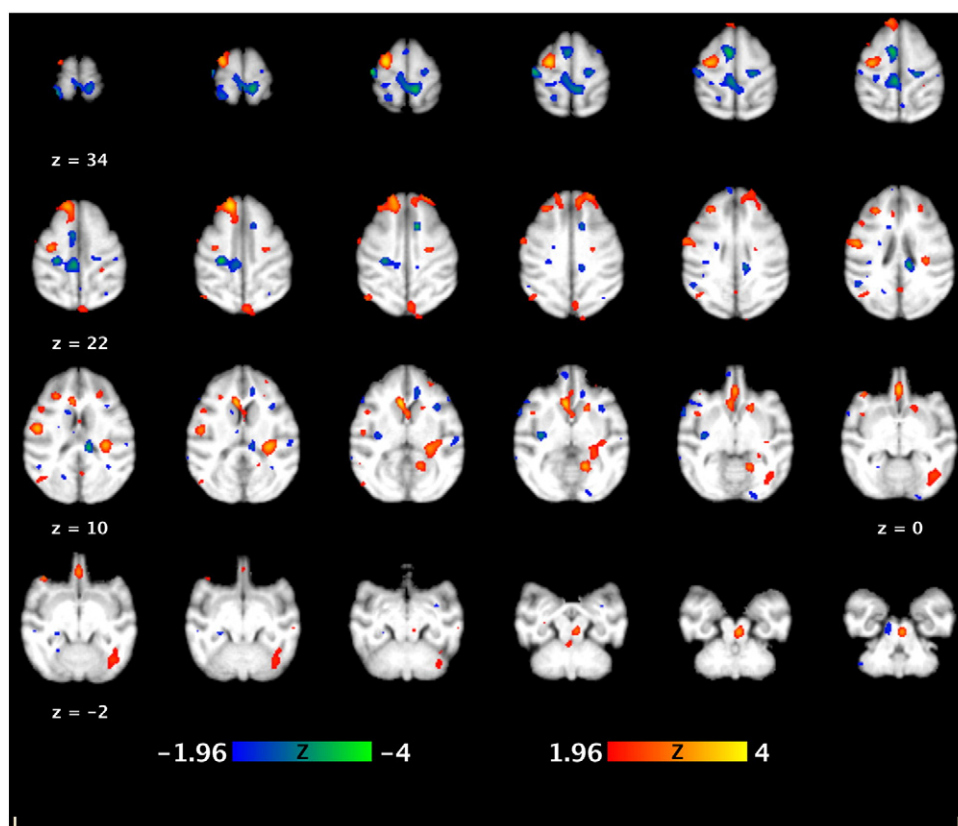 z = 34
z = 22
z = 10
z = 0
z = -2
-1.96 Z -4
1.96 Z 4